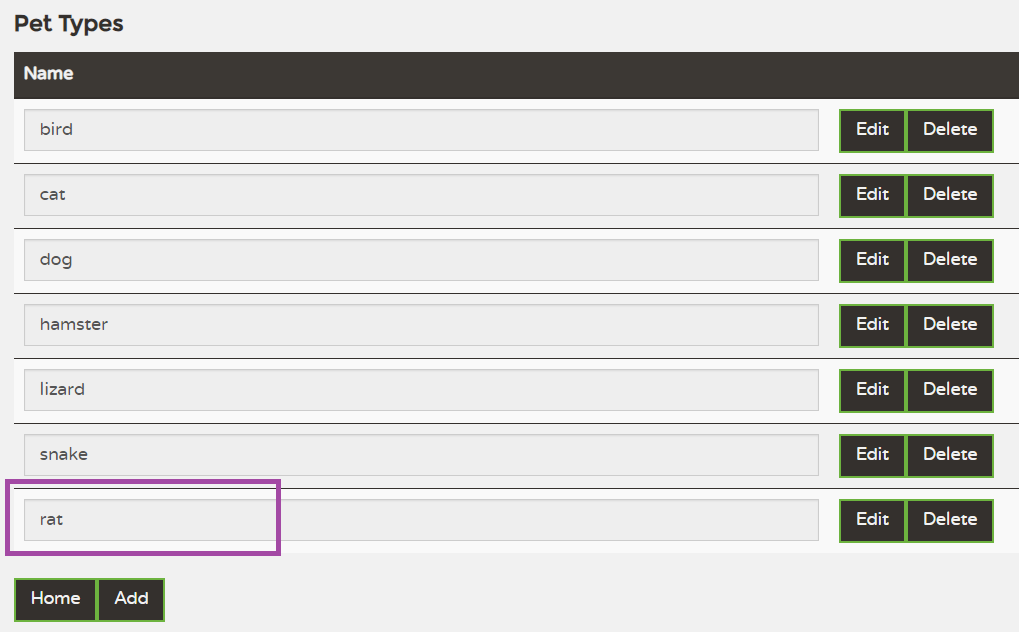 Pet Types
Name
bird Edit Delete
cat Edit Delete
dog Edit Delete
hamster Edit Delete
lizard Edit Delete
snake Edit Delete
rat Edit Delete
Home Add